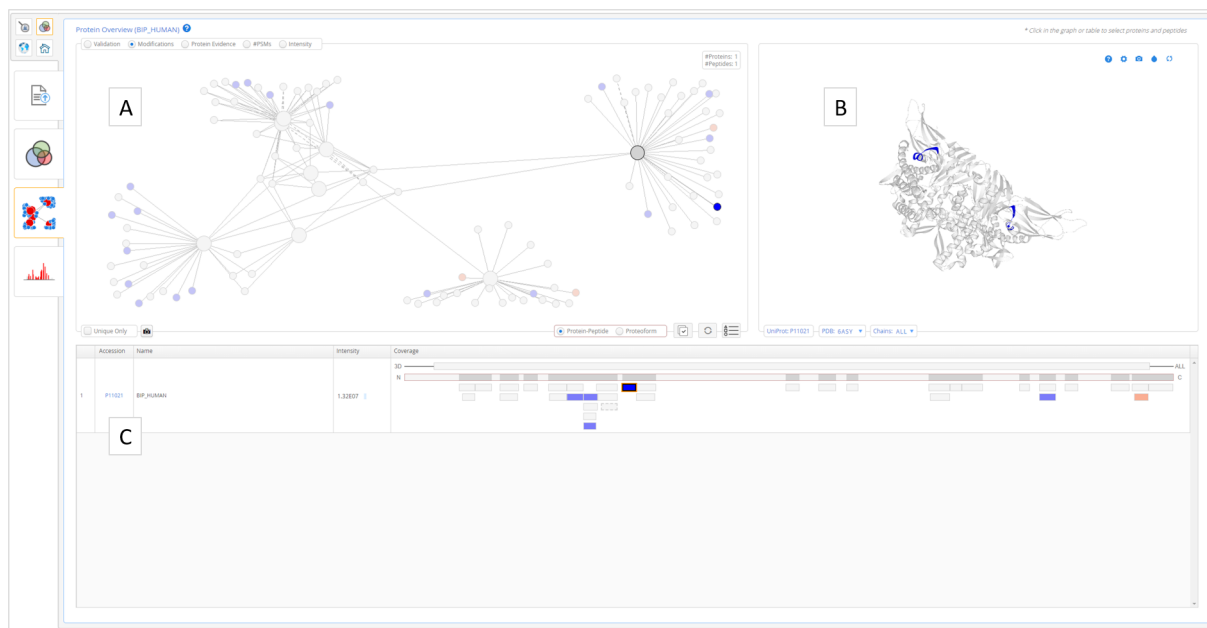 Protein Overview (BIP_HUMAN) ?
* Click in the graph or table to select proteins and peptides
Validation Modifications Protein Evidence #PSMs Intensity
#Proteins: 1
#Peptides: 1
A
B
Unique Only
Protein-Peptide Proteoform
UniProt: P11021 PDB: 6ASY Chains: ALL
Accession Name Intensity Coverage
3D ALL
N C
1 P11021 BIP_HUMAN 1.32E07
C